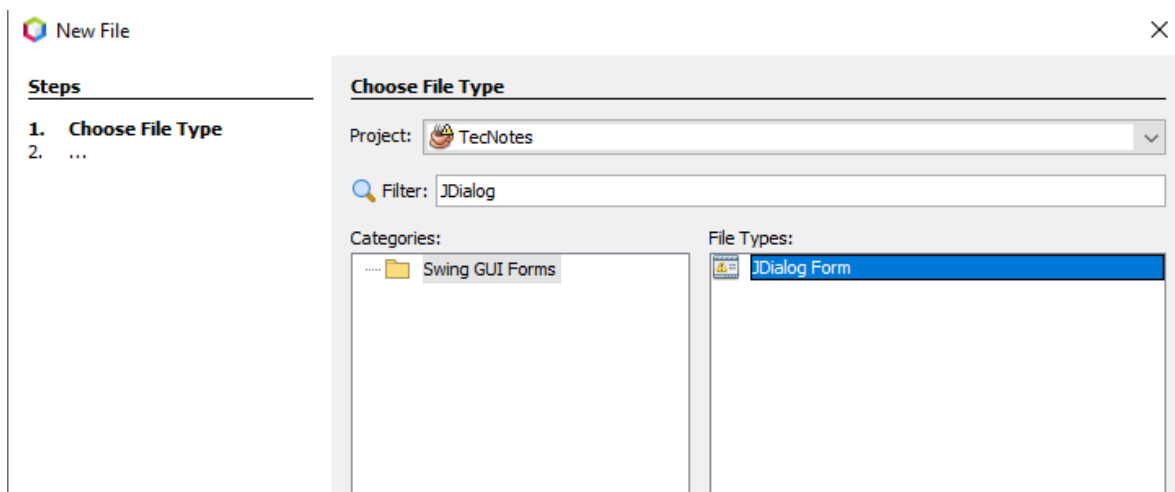 New File
Steps
1. Choose File Type
2. ...
Choose File Type
Project: TecNotes
Filter: JDialog
Categories:
Swing GUI Forms
File Types:
JDialog Form